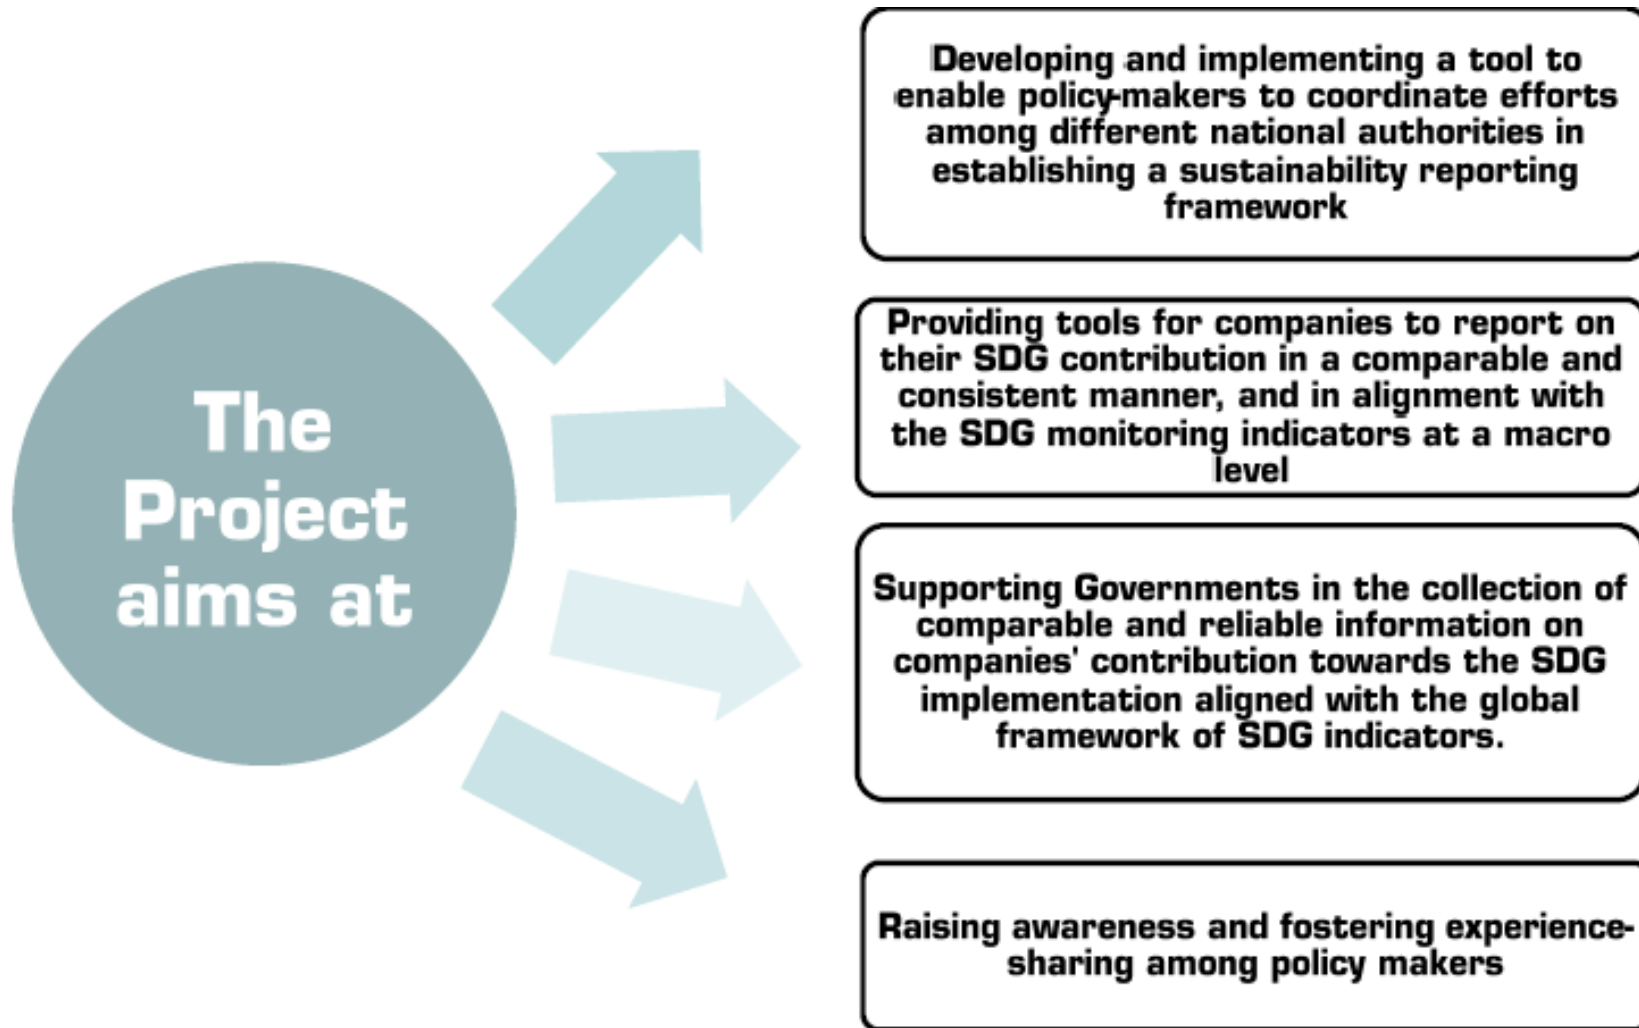 The
Project
aims at
Developing and implementing a tool to
enable policy-makers to coordinate efforts
among different national authorities in
establishing a sustainability reporting
framework
Providing tools for companies to report on
their SDG contribution in a comparable and
consistent manner, and in alignment with
the SDG monitoring indicators at a macro
level
Supporting Governments in the collection of
comparable and reliable information on
companies' contribution towards the SDG
implementation aligned with the global
framework of SDG indicators.
Raising awareness and fostering experience-
sharing among policy makers